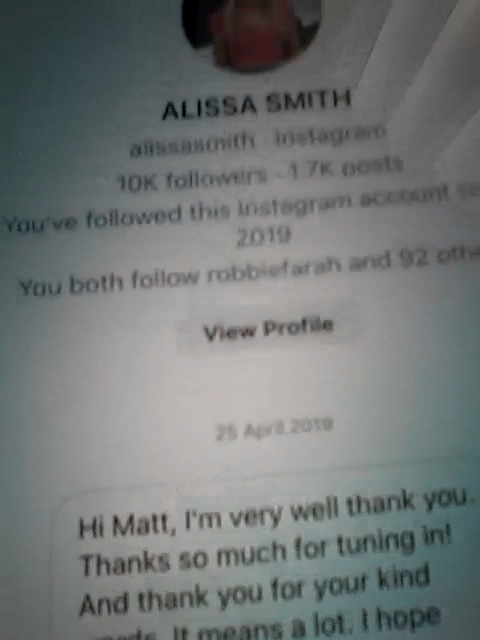 ALISSA SMITH
alissasmith Instagram
10K followers - 1.7K posts
You've followed this Instagram account
2019
You both follow robbiefarah and 92
View Profile
25 April 2019
Hi Matt, I'm very well thank you.
Thanks so much for tuning in!
And thank you for your kind
It means a lot. I hope